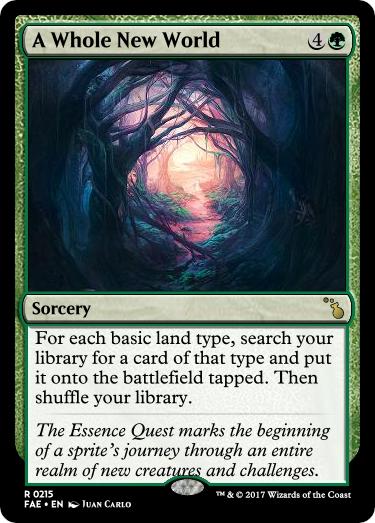 A Whole New World 4
Sorcery
For each basic land type, search your
library for a card of that type and put
it onto the battlefield tapped. Then
shuffle your library.
The Essence Quest marks the beginning
of a sprite's journey through an entire
realm of new creatures and challenges.
R 0215
FAE • EN Juan Carlo
™ & © 2017 Wizards of the Coast